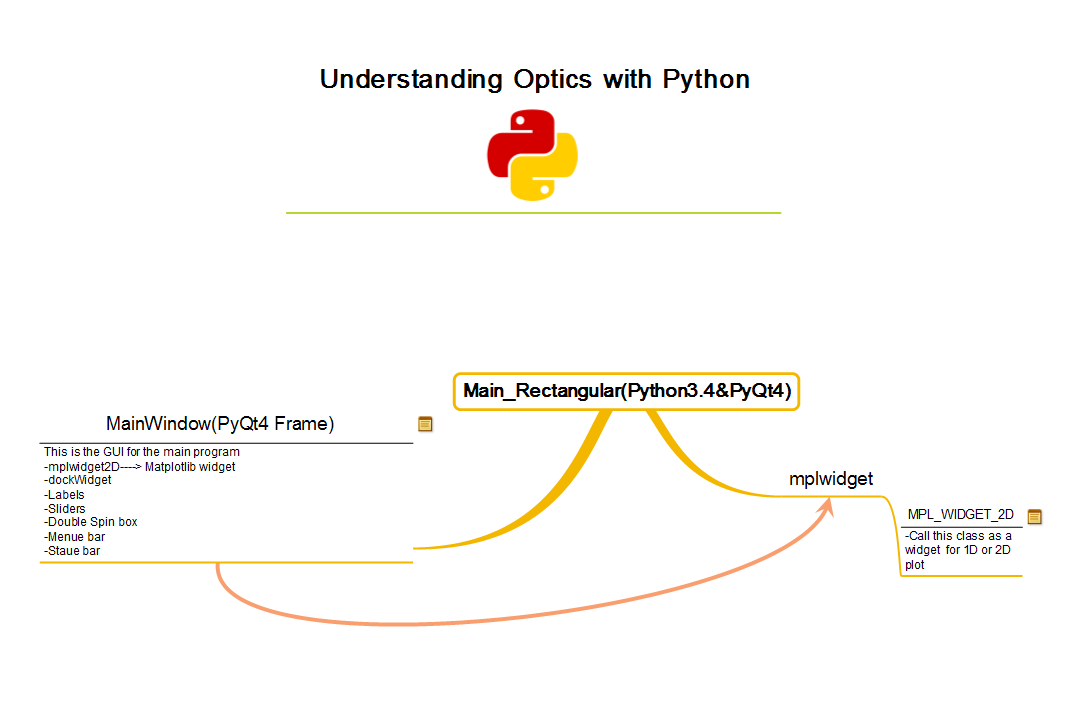 Understanding Optics with Python
Main_Rectangular(Python3.4&PyQt4)
MainWindow(PyQt4 Frame)
This is the GUI for the main program
-mplwidget2D----> Matplotlib widget
-dockWidget
-Labels
-Sliders
-Double Spin box
-Menue bar
-Staue bar
mplwidget
MPL_WIDGET_2D
-Call this class as a
widget for 1D or 2D
plot